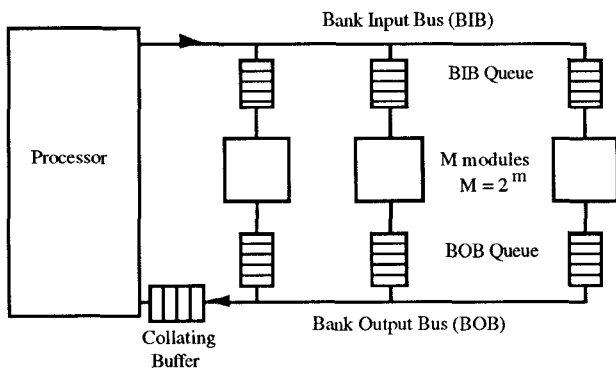 Bank Input Bus (BIB)
BIB Queue
Processor
M modules
M = 2^m
BOB Queue
Bank Output Bus (BOB)
Collating
Buffer